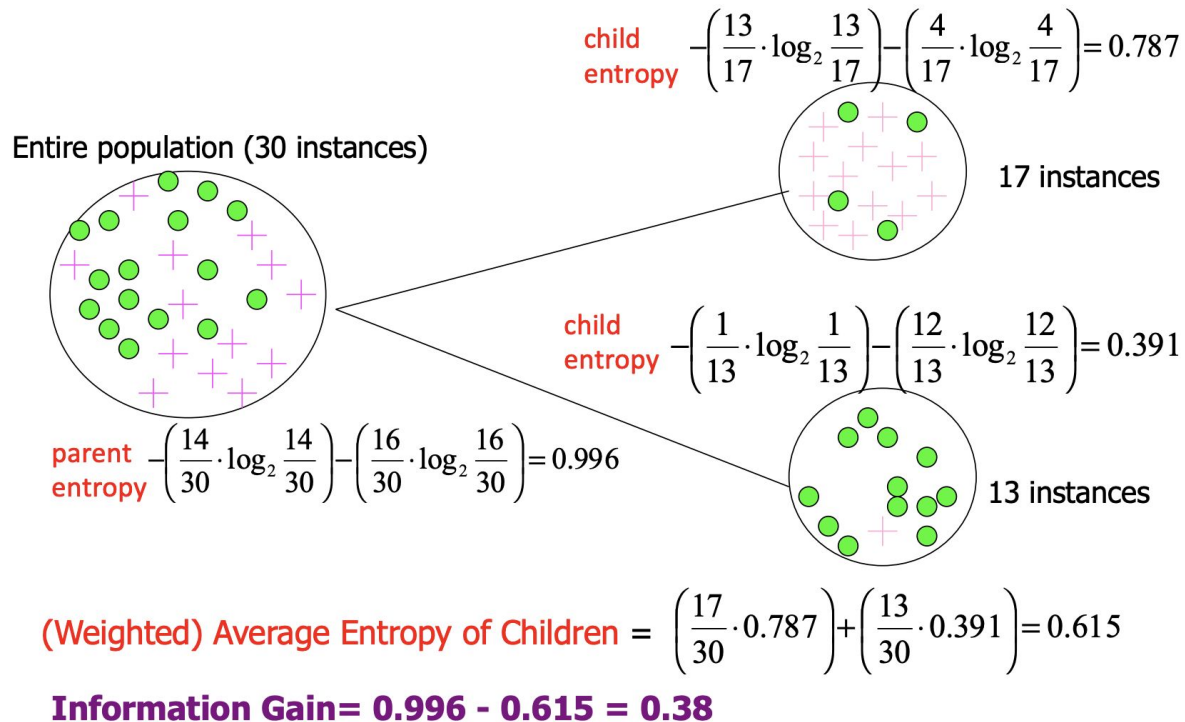 child entropy -(13/17 · log₂ 13/17) - (4/17 · log₂ 4/17) = 0.787
Entire population (30 instances)
17 instances
child entropy -(1/13 · log₂ 1/13) - (12/13 · log₂ 12/13) = 0.391
parent entropy -(14/30 · log₂ 14/30) - (16/30 · log₂ 16/30) = 0.996
13 instances
(Weighted) Average Entropy of Children = (17/30 · 0.787) + (13/30 · 0.391) = 0.615
Information Gain= 0.996 - 0.615 = 0.38